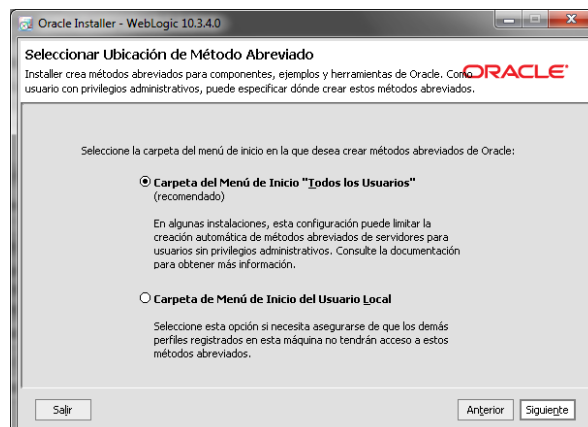 Oracle Installer - WebLogic 10.3.4.0
Seleccionar Ubicación de Método Abreviado
Installer crea métodos abreviados para componentes, ejemplos y herramientas de Oracle. Como
usuario con privilegios administrativos, puede especificar dónde crear estos métodos abreviados.
ORACLE
Seleccione la carpeta del menú de inicio en la que desea crear métodos abreviados de Oracle:
Carpeta del Menú de Inicio "Todos los Usuarios"
(recomendado)
En algunas instalaciones, esta configuración puede limitar la
creación automática de métodos abreviados de servidores para
usuarios sin privilegios administrativos. Consulte la documentación
para obtener más información.
Carpeta de Menú de Inicio del Usuario Local
Seleccione esta opción si necesita asegurarse de que los demás
perfiles registrados en esta máquina no tendrán acceso a estos
métodos abreviados.
Salir
Anterior
Siguiente